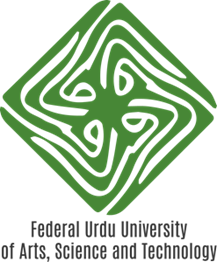 Federal Urdu University
of Arts, Science and Technology